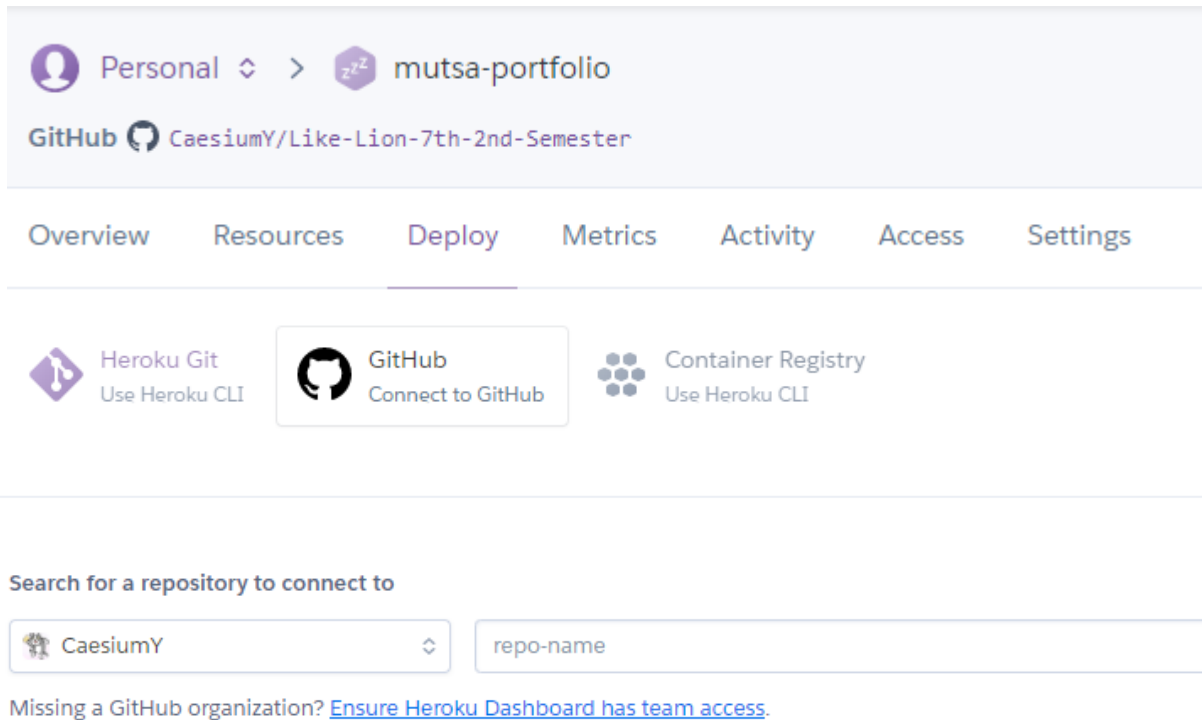 Personal > zzZ mutsa-portfolio
GitHub CaesiumY/Like-Lion-7th-2nd-Semester
Overview Resources Deploy Metrics Activity Access Settings
Heroku Git GitHub Container Registry
Use Heroku CLI Connect to GitHub Use Heroku CLI
Search for a repository to connect to
CaesiumY repo-name
Missing a GitHub organization? Ensure Heroku Dashboard has team access.